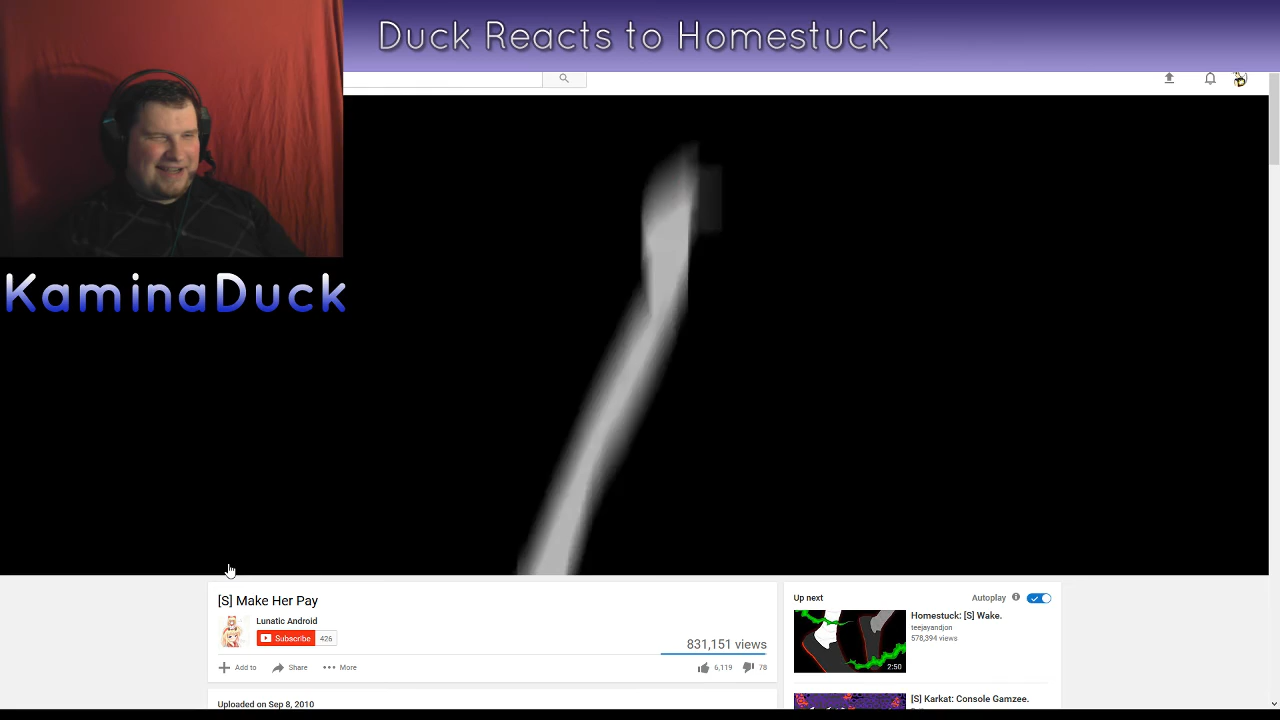 Duck Reacts to Homestuck
KaminaDuck
[S] Make Her Pay
Lunatic Android
Subscribe 426
831,151 views
Add to Share More
6,119 78
Uploaded on Sep 8, 2010
Up next Autoplay
Homestuck: [S] Wake.
teejayandjon
578,394 views
2:50
[S] Karkat: Console Gamzee.